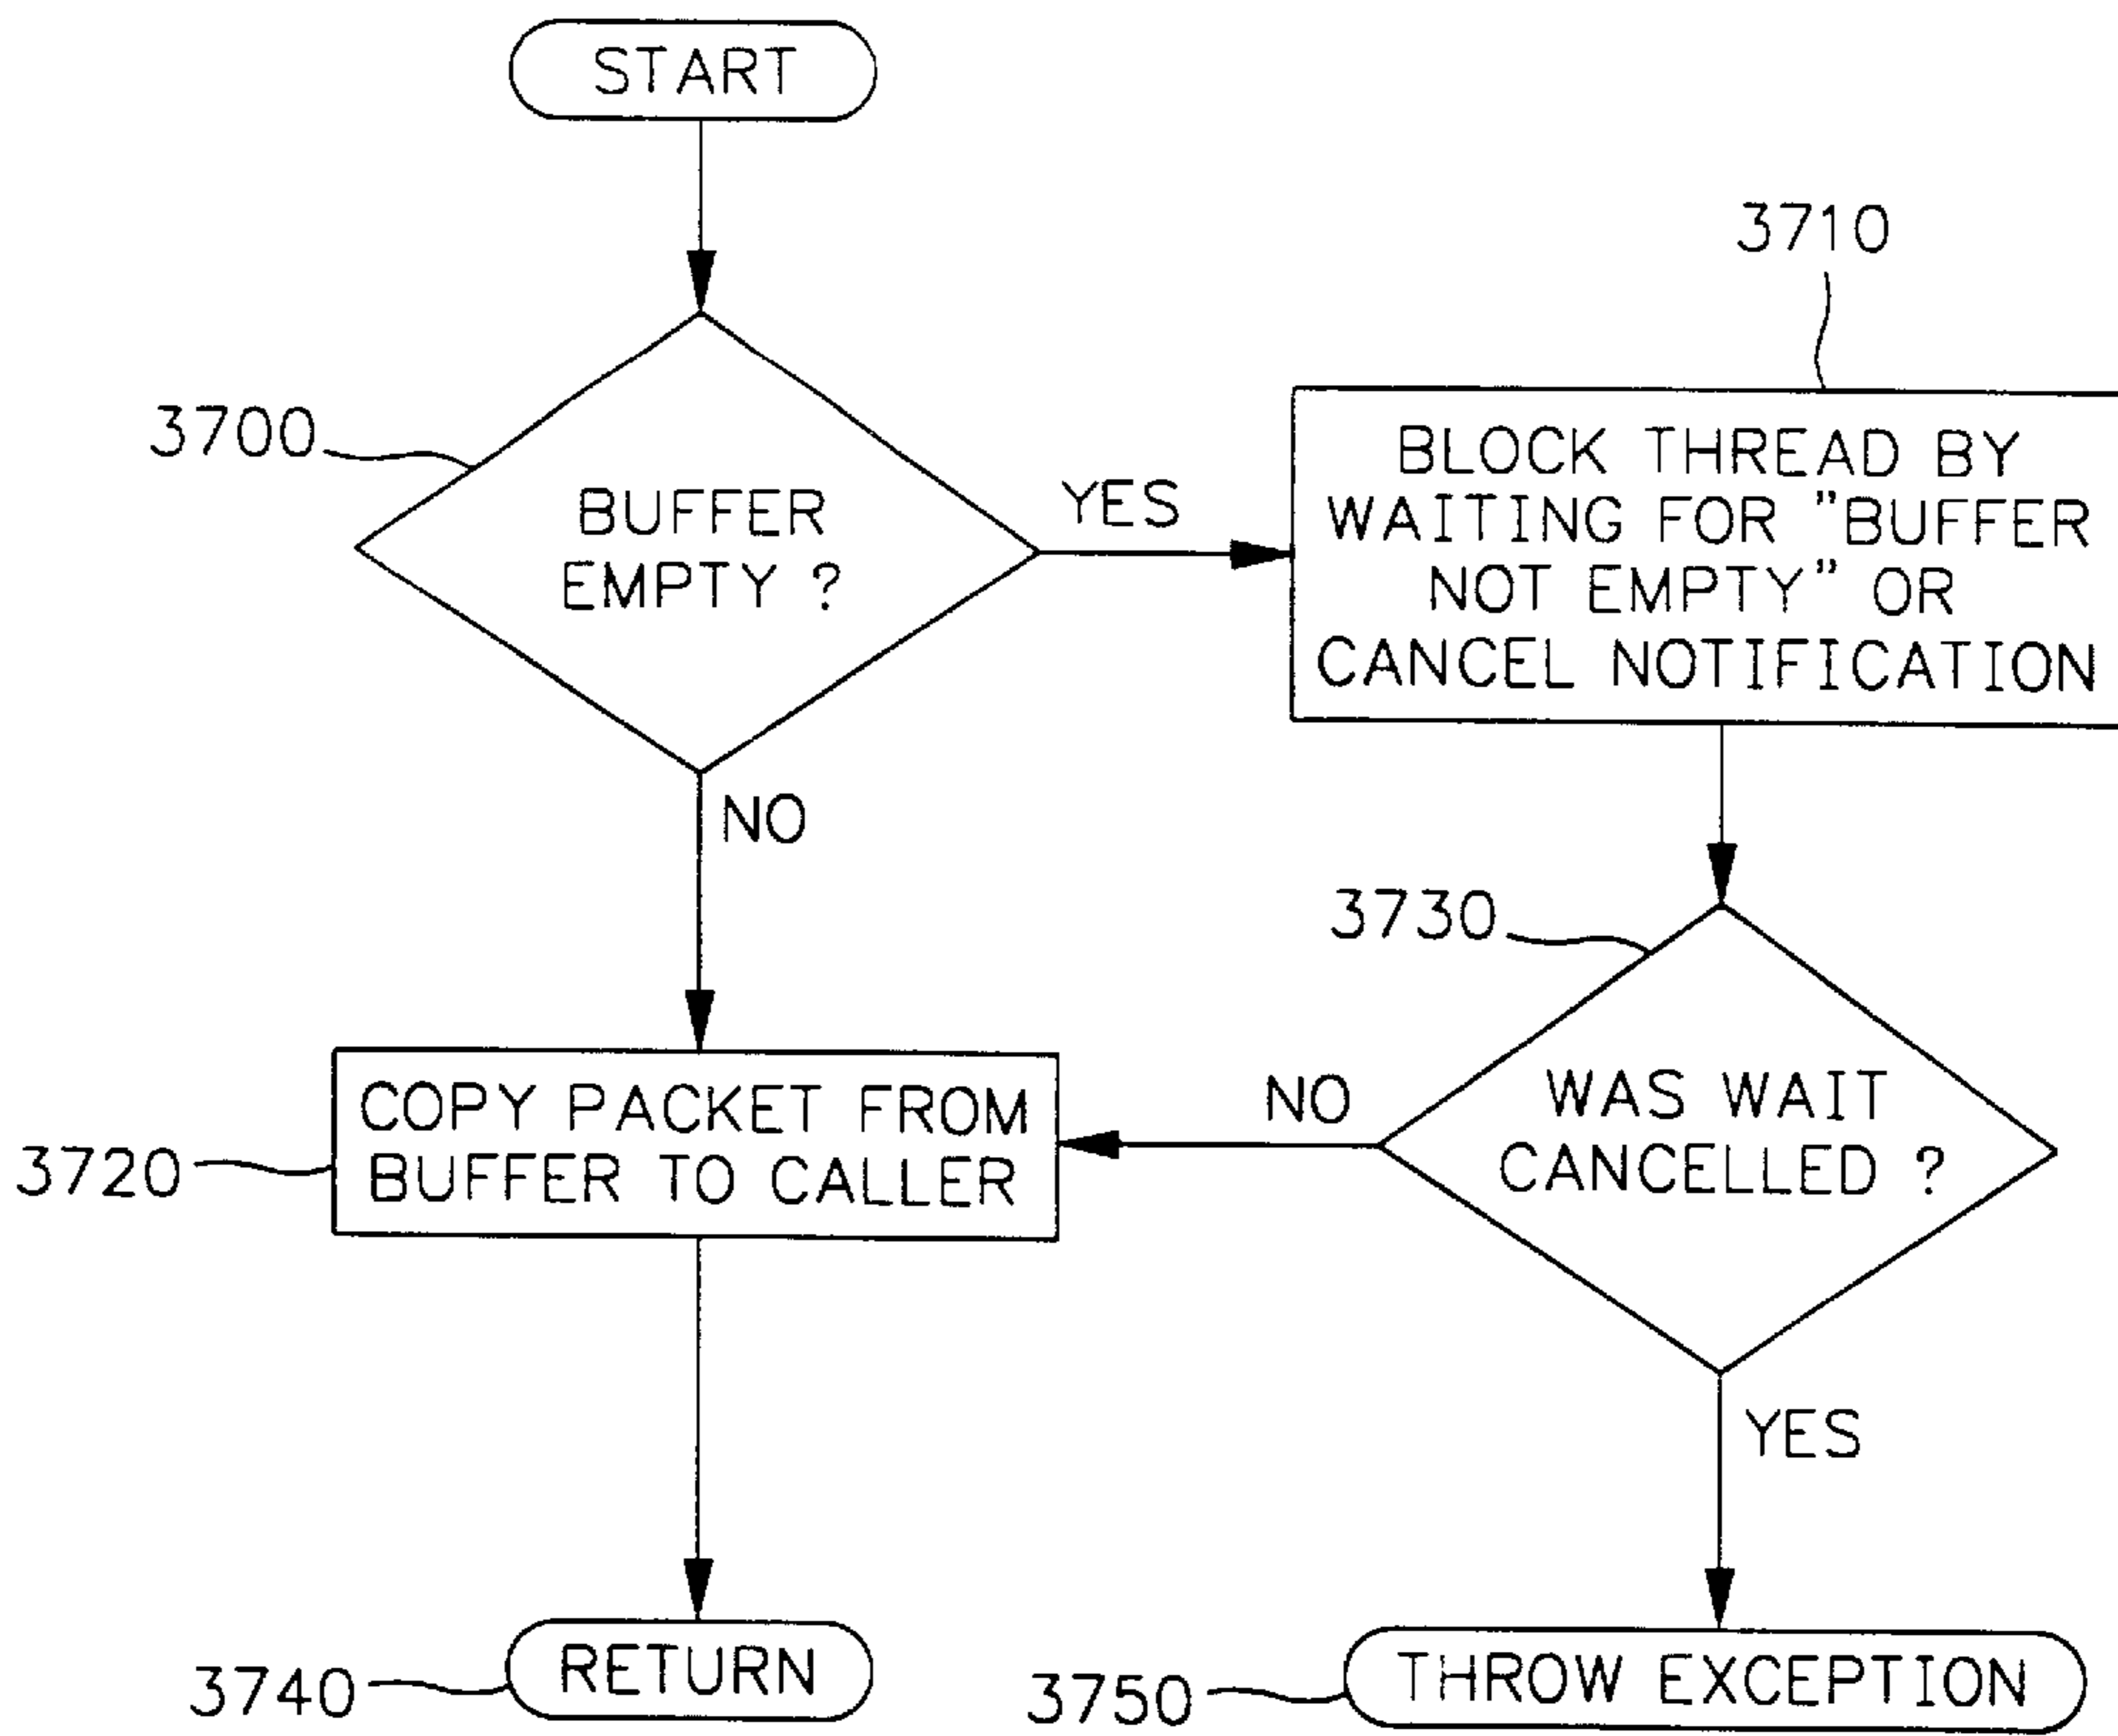 START
3710
3700
BUFFER
EMPTY ?
YES
BLOCK THREAD BY
WAITING FOR "BUFFER
NOT EMPTY" OR
CANCEL NOTIFICATION
NO
3730
WAS WAIT
CANCELLED ?
NO
COPY PACKET FROM
BUFFER TO CALLER
3720
YES
3740
RETURN
3750
THROW EXCEPTION